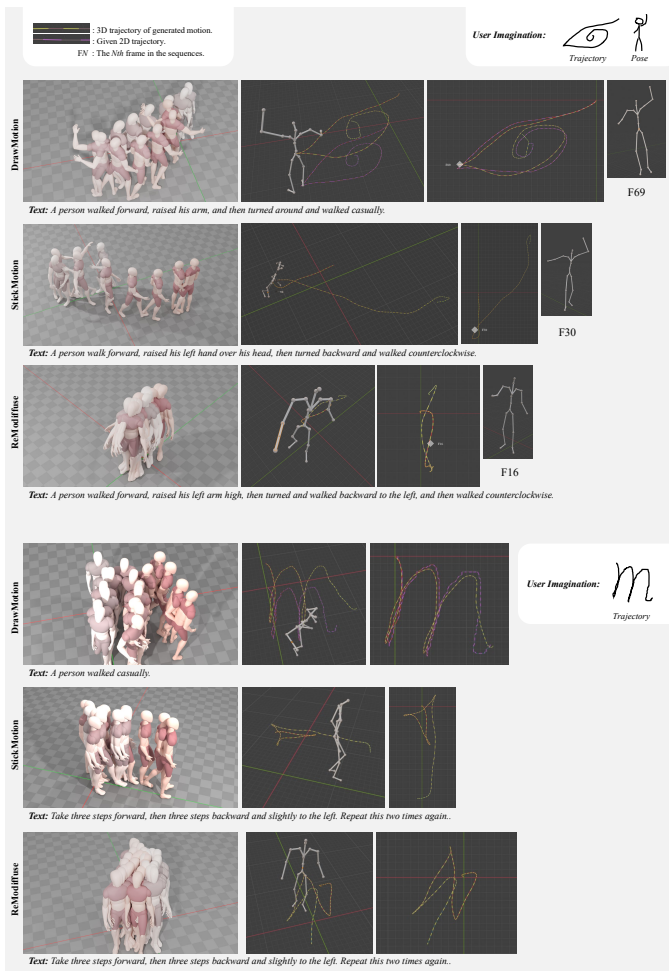 : 3D trajectory of generated motion.
: Given 2D trajectory.
FN : The Nth frame in the sequences.
User Imagination:
Trajectory Pose
DrawMotion
F69
Text: A person walked forward, raised his arm, and then turned around and walked casually.
StickMotion
F30
Text: A person walk forward, raised his left hand over his head, then turned backward and walked counterclockwise.
ReModiffuse
F16
Text: A person walked forward, raised his left arm high, then turned and walked backward to the left, and then walked counterclockwise.
DrawMotion
User Imagination:
Trajectory
Text: A person walked casually.
StickMotion
Text: Take three steps forward, then three steps backward and slightly to the left. Repeat this two times again..
ReModiffuse
Text: Take three steps forward, then three steps backward and slightly to the left. Repeat this two times again..